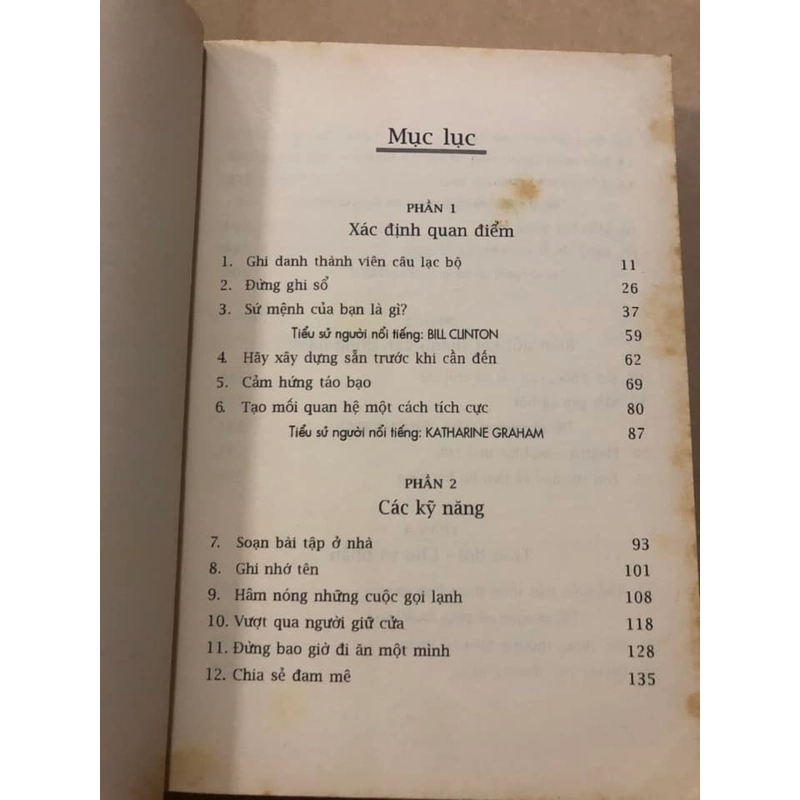 Mục lục
PHẦN 1
Xác định quan điểm
1. Ghi danh thành viên câu lạc bộ 11
2. Đừng ghi sổ 26
3. Sứ mệnh của bạn là gì? 37
Tiểu sử người nổi tiếng: BILL CLINTON 59
4. Hãy xây dựng sẵn trước khi cần đến 62
5. Cảm hứng táo bạo 69
6. Tạo mối quan hệ một cách tích cực 80
Tiểu sử người nổi tiếng: KATHARINE GRAHAM 87
PHẦN 2
Các kỹ năng
7. Soạn bài tập ở nhà 93
8. Ghi nhớ tên 101
9. Hâm nóng những cuộc gọi lạnh 108
10. Vượt qua người giữ cửa 118
11. Đừng bao giờ đi ăn một mình 128
12. Chia sẻ đam mê 135